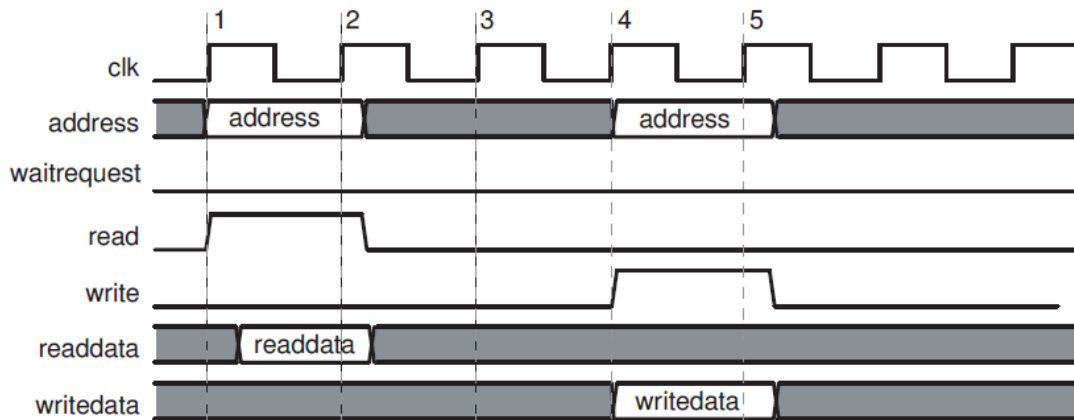 1 2 3 4 5
clk
address address address
waitrequest
read
write
readdata readdata
writedata writedata